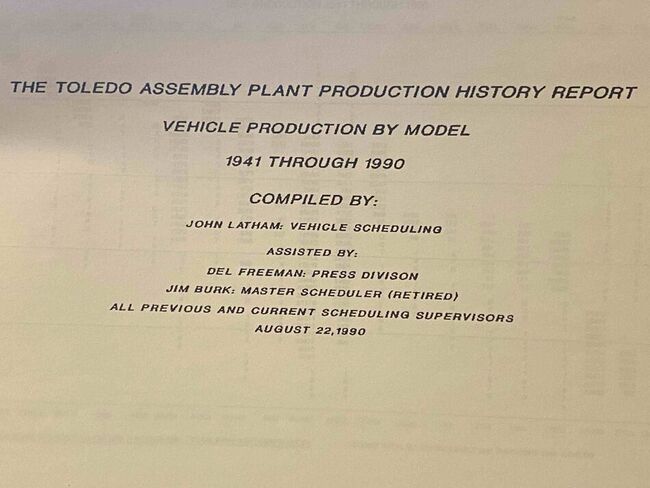 THE TOLEDO ASSEMBLY PLANT PRODUCTION HISTORY REPORT
VEHICLE PRODUCTION BY MODEL
1941 THROUGH 1990
COMPILED BY:
JOHN LATHAM: VEHICLE SCHEDULING
ASSISTED BY:
DEL FREEMAN: PRESS DIVISON
JIM BURK: MASTER SCHEDULER (RETIRED)
ALL PREVIOUS AND CURRENT SCHEDULING SUPERVISORS
AUGUST 22,1990